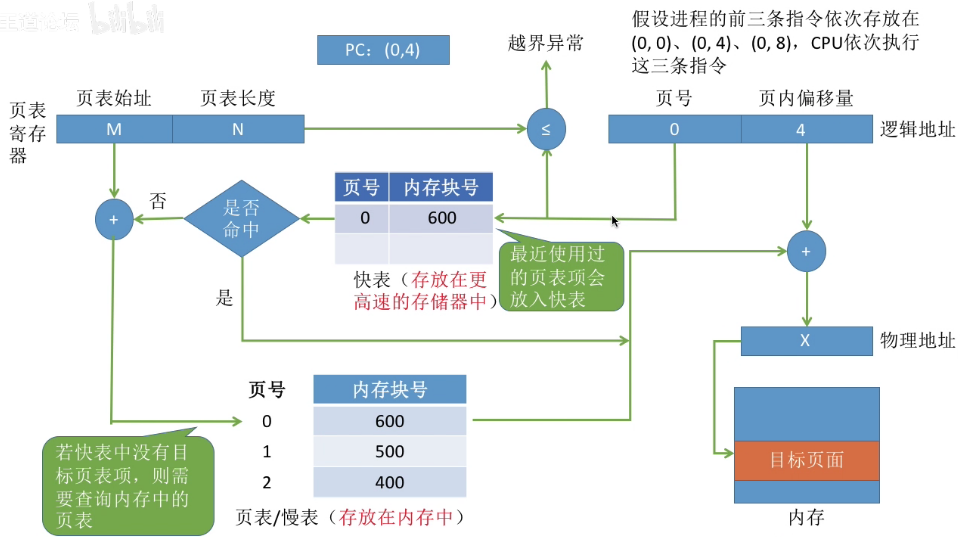 PC：(0,4)
越界异常
假设进程的前三条指令依次存放在
(0, 0)、(0, 4)、(0, 8)，CPU依次执行
这三条指令
页表始址
页表长度
页号
页内偏移量
页表
寄存
器
M
N
≤
0
4
逻辑地址
页号
内存块号
0
600
是否
命中
否
+
是
+
快表（存放在更
高速的存储器中）
最近使用过
的页表项会
放入快表
X
物理地址
页号
内存块号
0
600
1
500
2
400
若快表中没有目
标页表项，则需
要查询内存中的
页表
页表/慢表（存放在内存中）
目标页面
内存